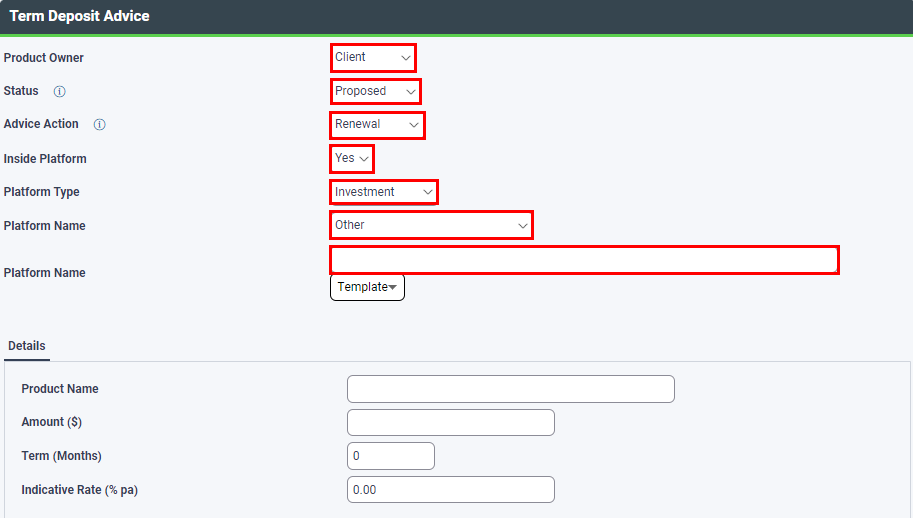 Term Deposit Advice
Product Owner Client
Status Proposed
Advice Action Renewal
Inside Platform Yes
Platform Type Investment
Platform Name Other
Platform Name
Template
Details
Product Name
Amount ($)
Term (Months) 0
Indicative Rate (% pa) 0.00